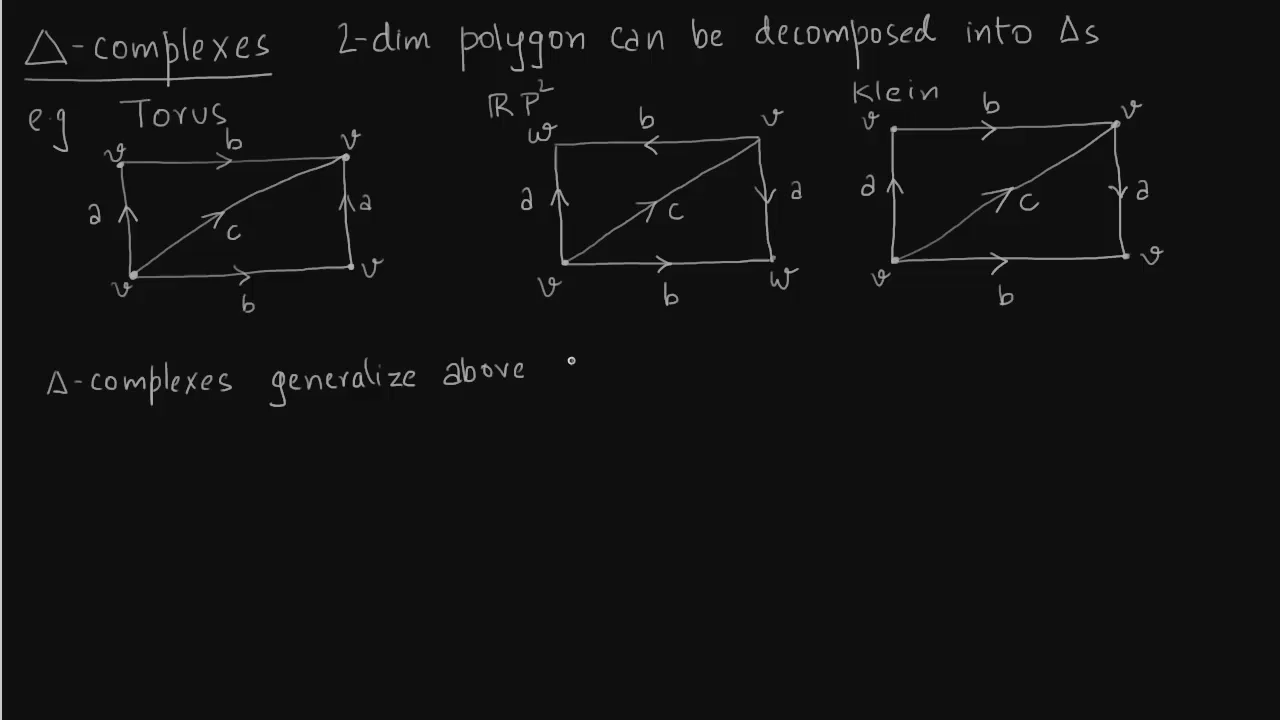 Δ-complexes 2-dim polygon can be decomposed into Δs
e.g Torus RP² Klein
v b v w b v v b v
a c a a c a a c a
v b v v b w v b v
Δ-complexes generalize above